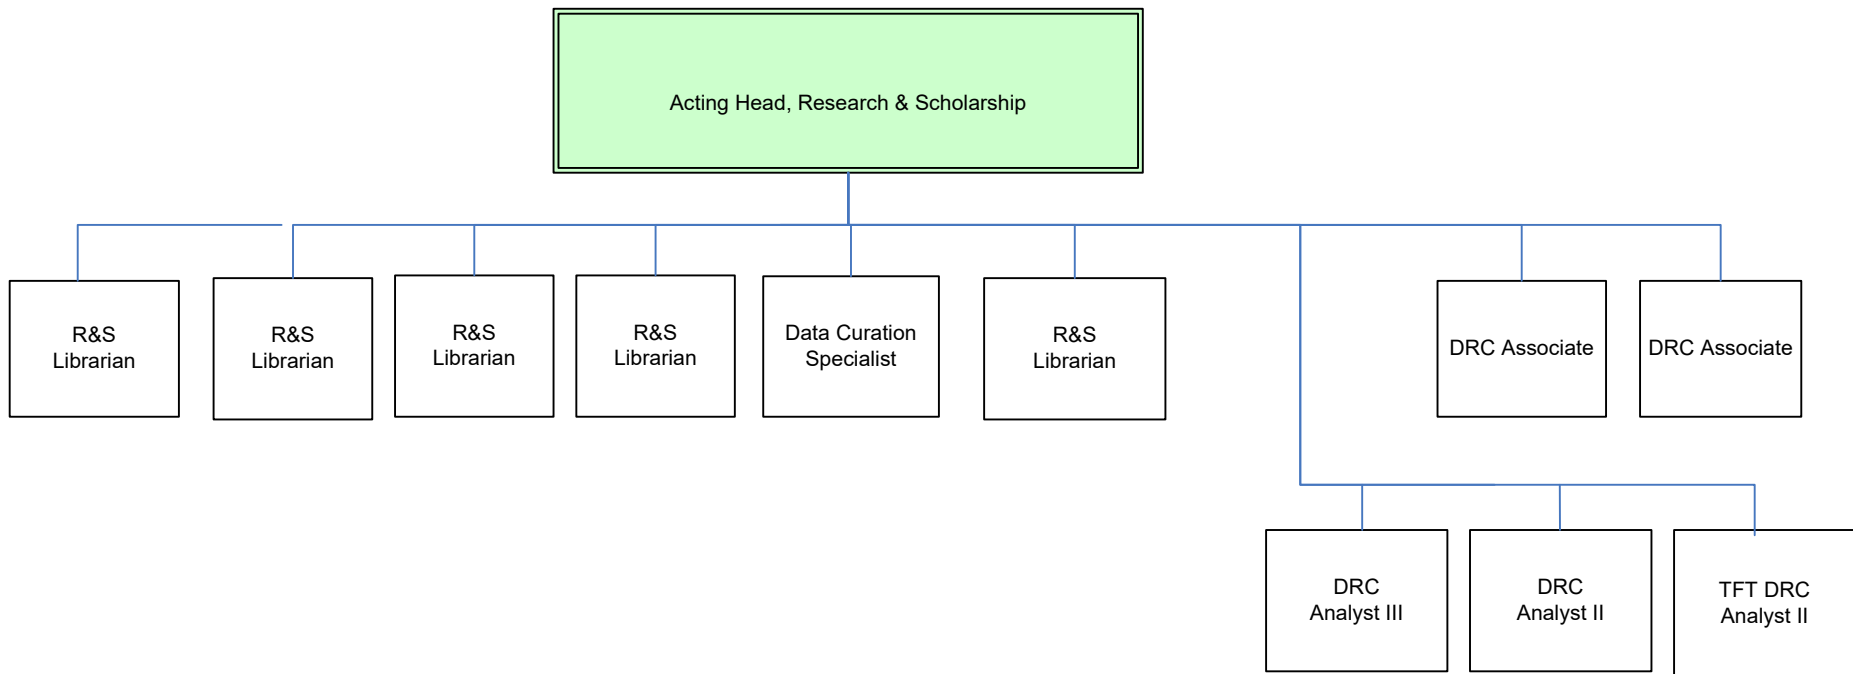 Acting Head, Research & Scholarship
R&S
Librarian
R&S
Librarian
R&S
Librarian
R&S
Librarian
Data Curation
Specialist
R&S
Librarian
DRC Associate
DRC Associate
DRC
Analyst III
DRC
Analyst II
TFT DRC
Analyst II